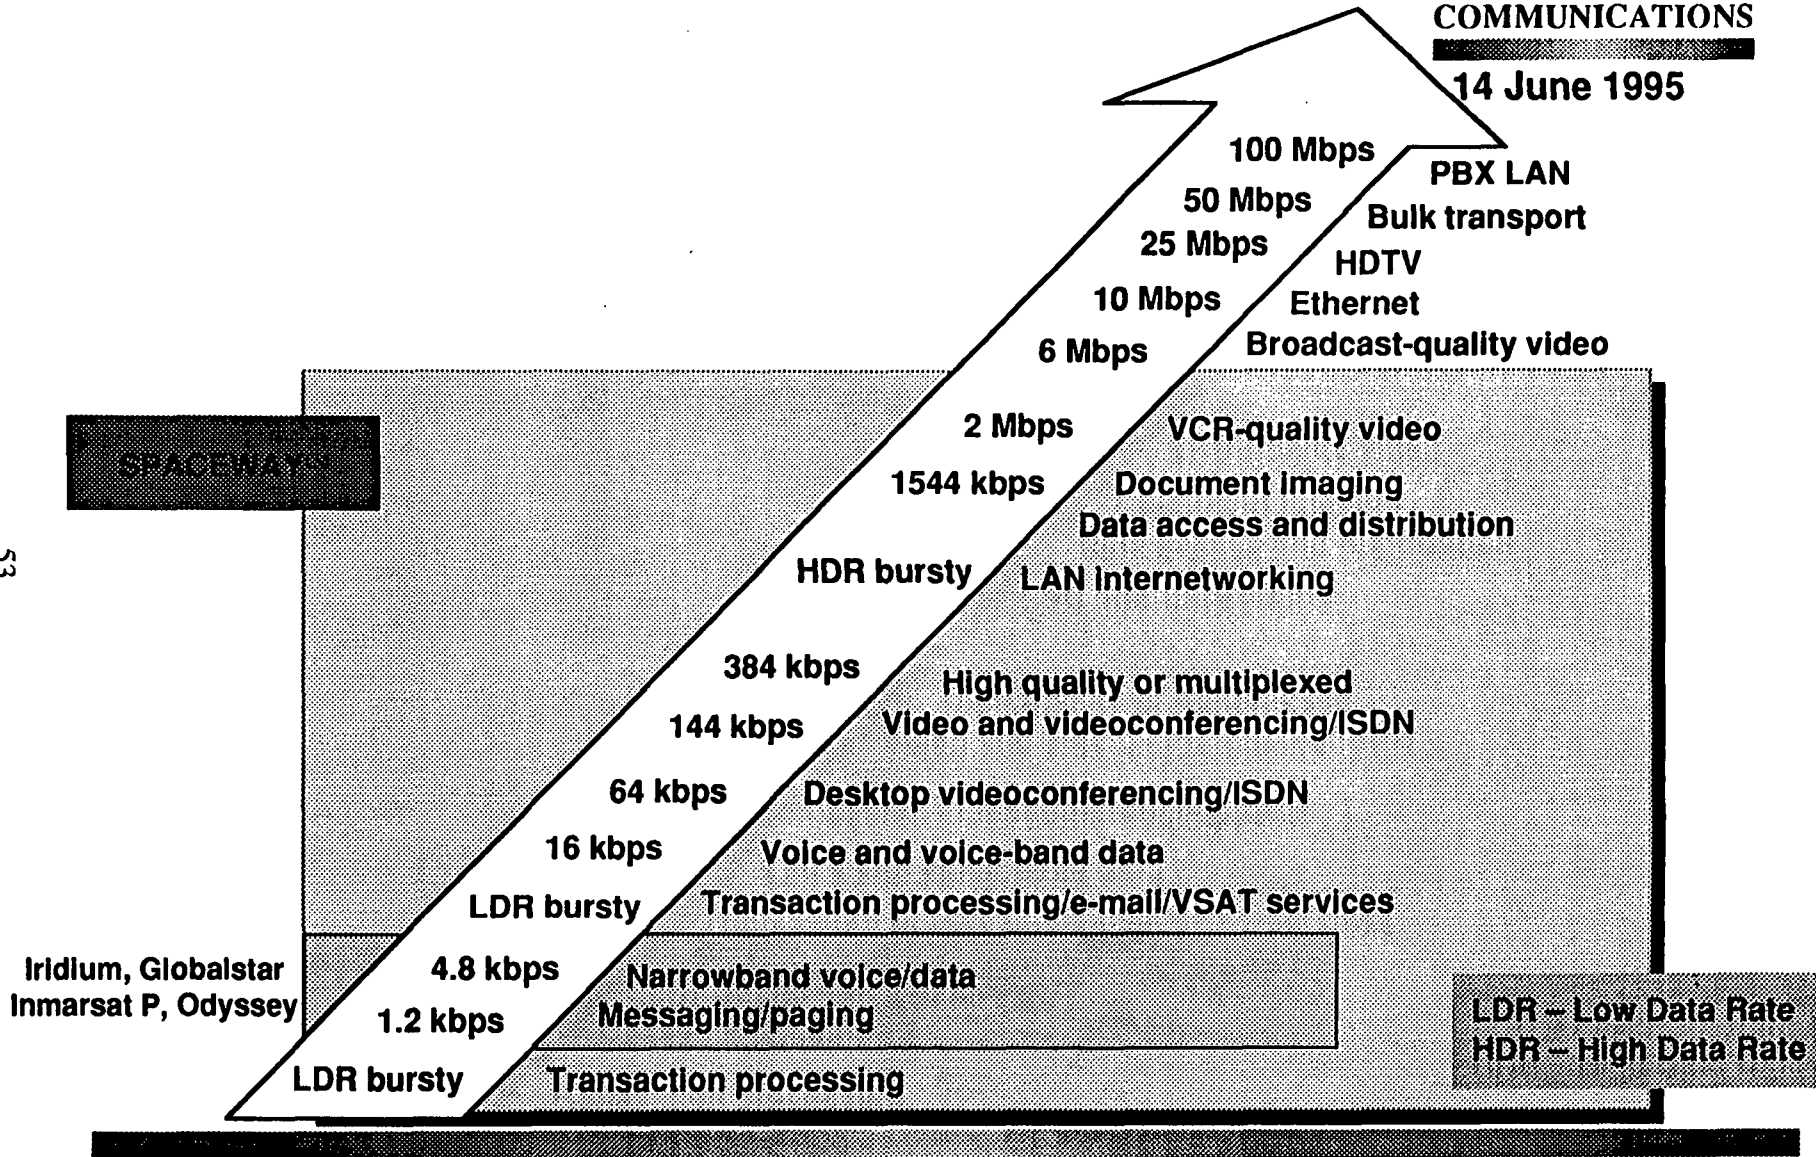 COMMUNICATIONS
14 June 1995
100 Mbps
PBX LAN
50 Mbps
Bulk transport
25 Mbps
HDTV
10 Mbps
Ethernet
6 Mbps
Broadcast-quality video
2 Mbps
VCR-quality video
SPACEWAY
1544 kbps
Document imaging
Data access and distribution
53
HDR bursty
LAN internetworking
384 kbps
High quality or multiplexed
144 kbps
Video and videoconferencing/ISDN
64 kbps
Desktop videoconferencing/ISDN
16 kbps
Voice and voice-band data
LDR bursty
Transaction processing/e-mail/VSAT services
Iridium, Globalstar
Inmarsat P, Odyssey
4.8 kbps
Narrowband voice/data
1.2 kbps
Messaging/paging
LDR – Low Data Rate
HDR – High Data Rate
LDR bursty
Transaction processing